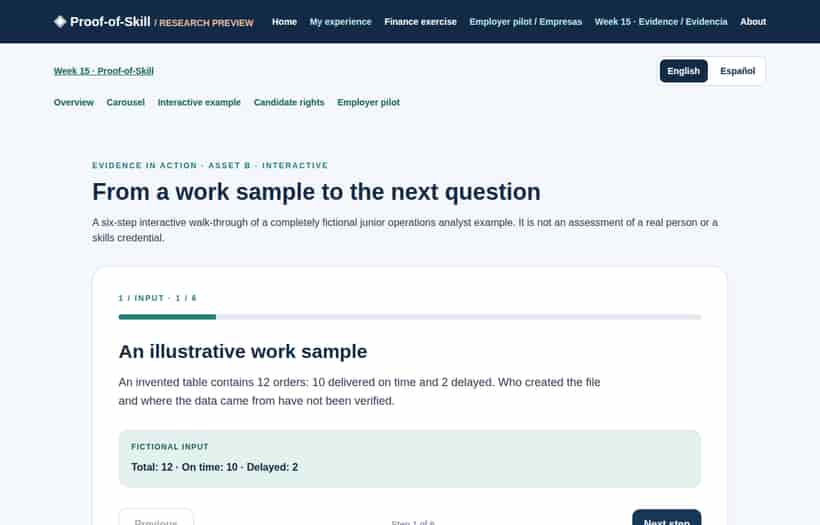 Proof-of-Skill / RESEARCH PREVIEW Home My experience Finance exercise Employer pilot / Empresas Week 15 · Evidence / Evidencia About
Week 15 · Proof-of-Skill English Español
Overview Carousel Interactive example Candidate rights Employer pilot
EVIDENCE IN ACTION · ASSET B · INTERACTIVE
From a work sample to the next question
A six-step interactive walk-through of a completely fictional junior operations analyst example. It is not an assessment of a real person or a
skills credential.
1 / INPUT · 1 / 6
An illustrative work sample
An invented table contains 12 orders: 10 delivered on time and 2 delayed. Who created the file
and where the data came from have not been verified.
FICTIONAL INPUT
Total: 12 · On time: 10 · Delayed: 2
Previous Step 1 of 6 Next step